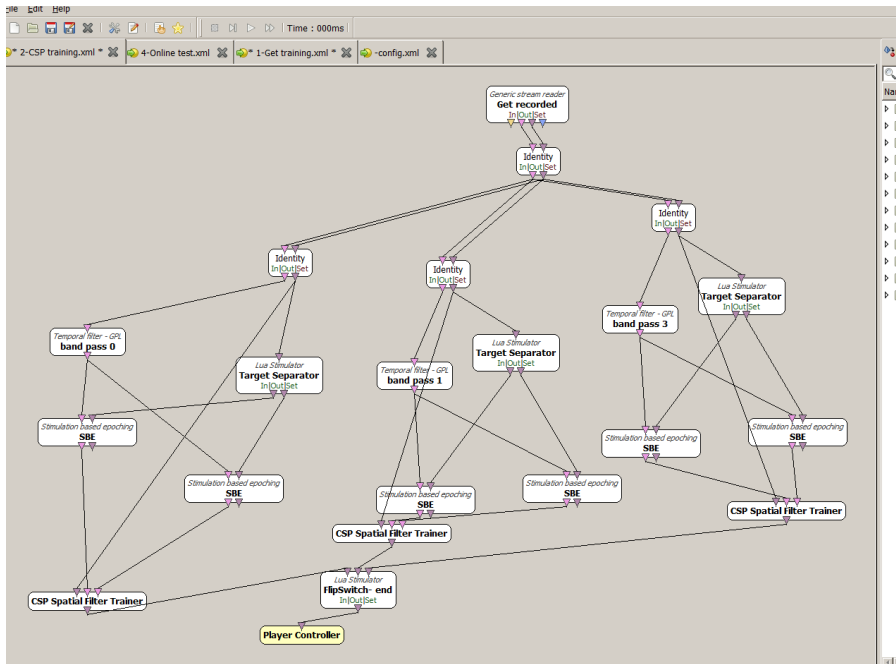 File Edit Help
Time : 000ms
* 2-CSP training.xml *
4-Online test.xml
* 1-Get training.xml *
-config.xml
Generic stream reader
Get recorded
In|Out|Set
Identity
In|Out|Set
Identity
In|Out|Set
Identity
In|Out|Set
Identity
In|Out|Set
Lua Stimulator
Target Separator
In|Out|Set
Temporal filter - GPL
band pass 3
Temporal filter - GPL
band pass 0
Lua Stimulator
Target Separator
In|Out|Set
Lua Stimulator
Target Separator
In|Out|Set
Temporal filter - GPL
band pass 1
Stimulation based epoching
SBE
Stimulation based epoching
SBE
Stimulation based epoching
SBE
Stimulation based epoching
SBE
Stimulation based epoching
SBE
Stimulation based epoching
SBE
CSP Spatial Filter Trainer
CSP Spatial Filter Trainer
CSP Spatial Filter Trainer
Lua Stimulator
FlipSwitch- end
In|Out|Set
Player Controller